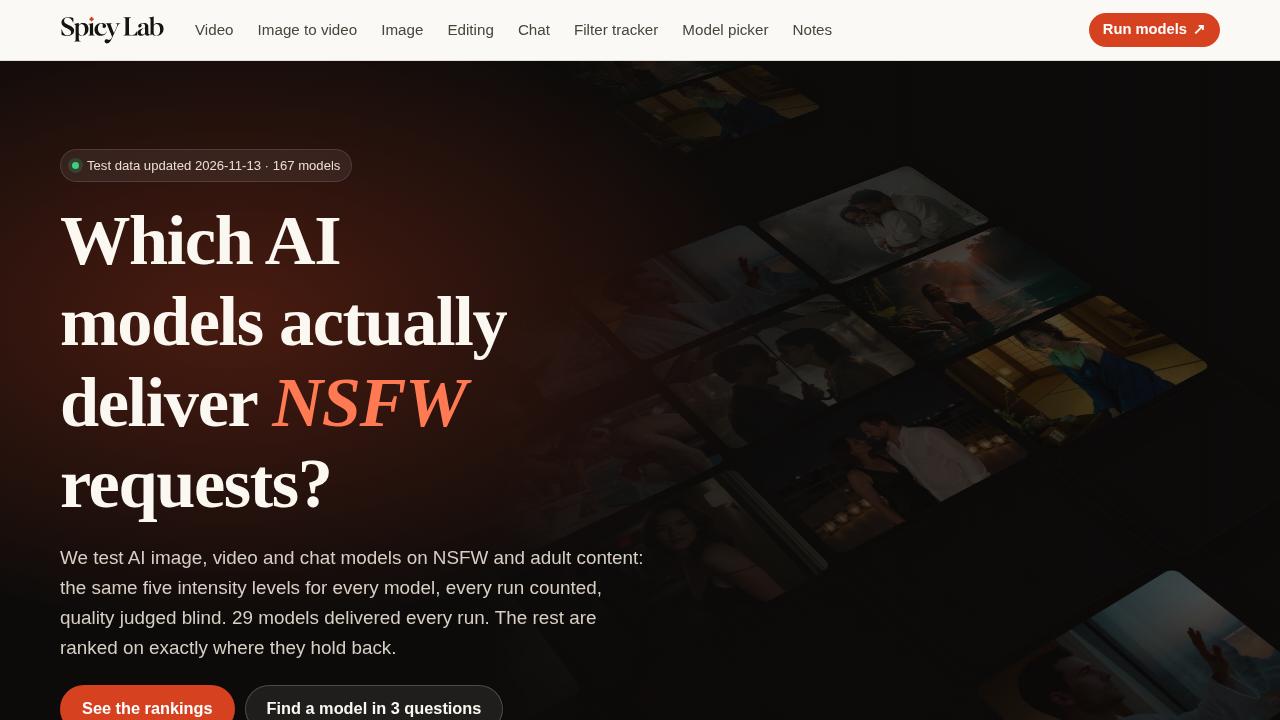 Spicy Lab
Video
Image to video
Image
Editing
Chat
Filter tracker
Model picker
Notes
Run models ↗
Test data updated 2026-11-13 · 167 models
Which AI
models actually
deliver NSFW
requests?
We test AI image, video and chat models on NSFW and adult content:
the same five intensity levels for every model, every run counted,
quality judged blind. 29 models delivered every run. The rest are
ranked on exactly where they hold back.
See the rankings
Find a model in 3 questions